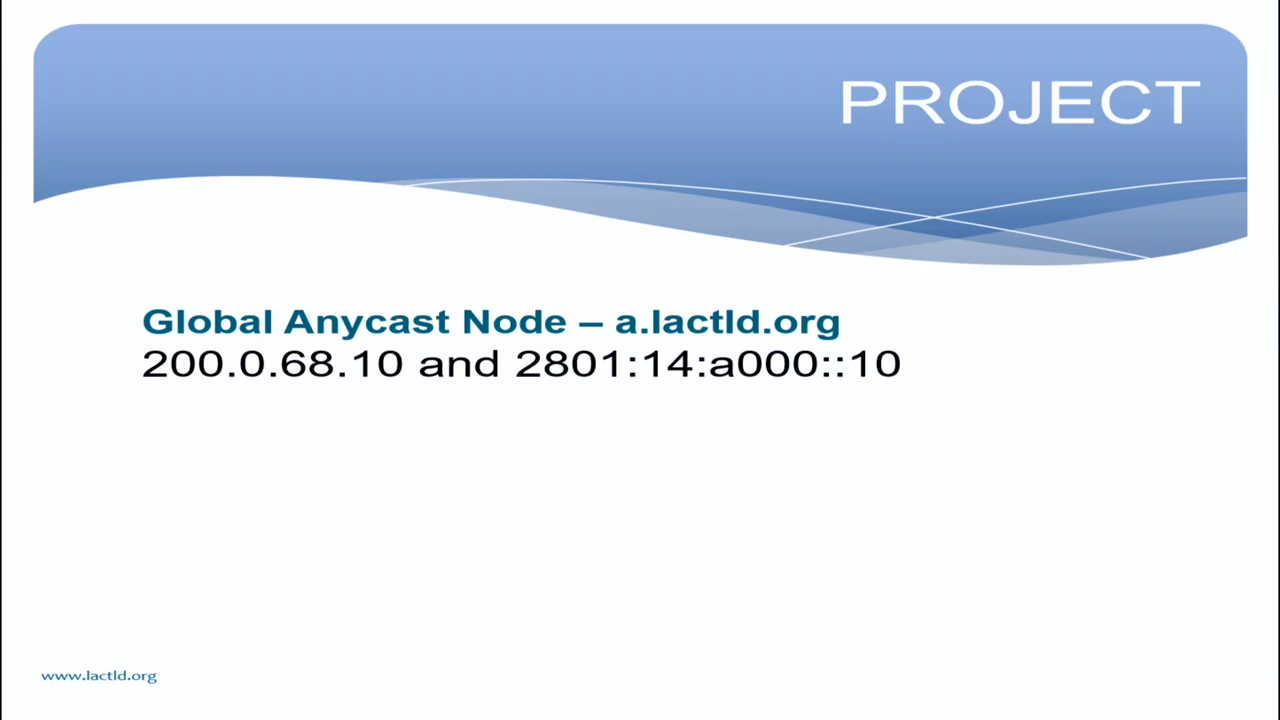 PROJECT
Global Anycast Node – a.lactld.org
200.0.68.10 and 2801:14:a000::10
www.lactld.org